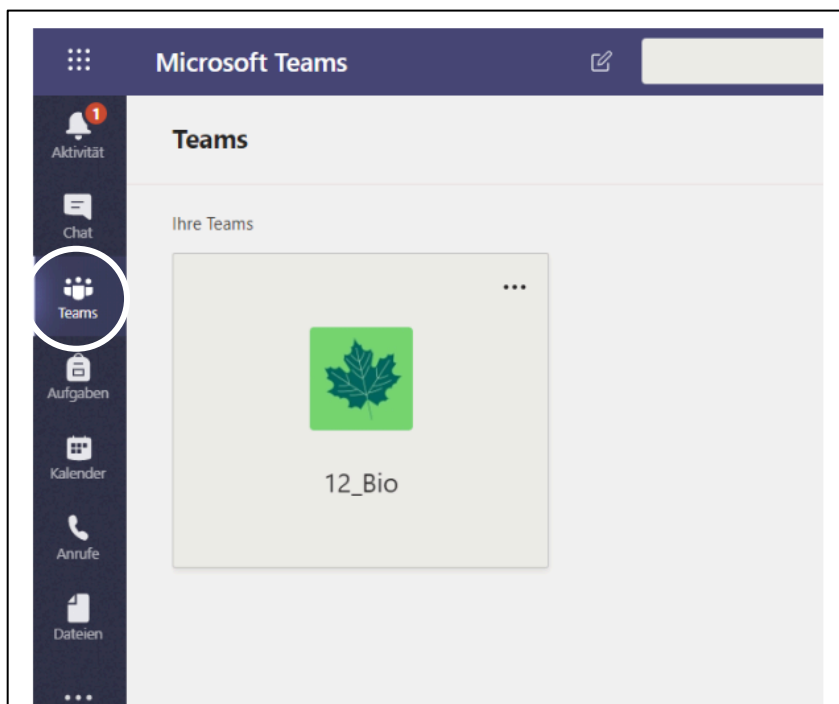 Microsoft Teams
1
Aktivität
Teams
Chat
Ihre Teams
Teams
Aufgaben
12_Bio
Kalender
Anrufe
Dateien